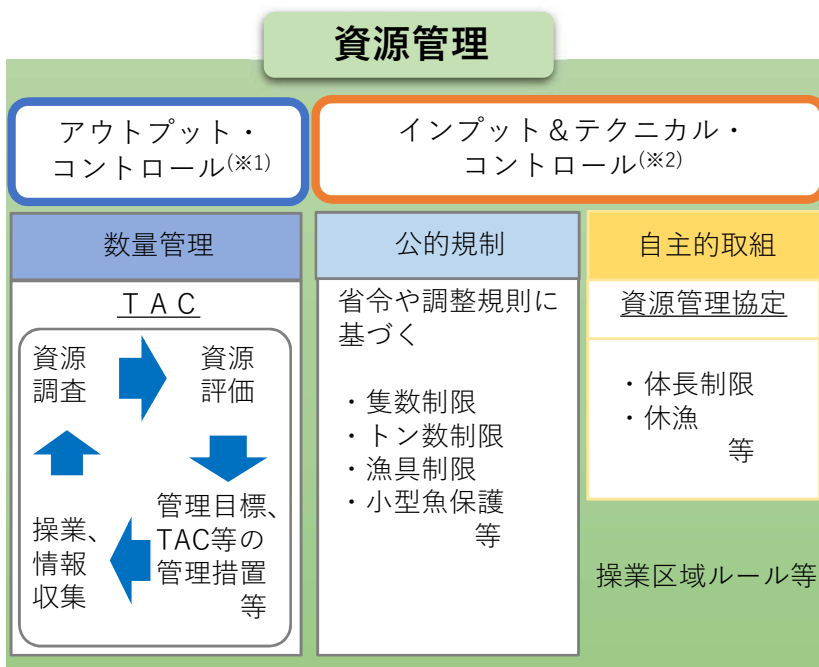 資源管理
アウトプット・
コントロール(※1)
インプット&テクニカル・
コントロール(※2)
数量管理
TAC
資源
調査
資源
評価
管理目標、
TAC等の
管理措置
等
操業、
情報
収集
公的規制
省令や調整規則に
基づく
・隻数制限
・トン数制限
・漁具制限
・小型魚保護
等
自主的取組
資源管理協定
・体長制限
・休漁
等
操業区域ルール等